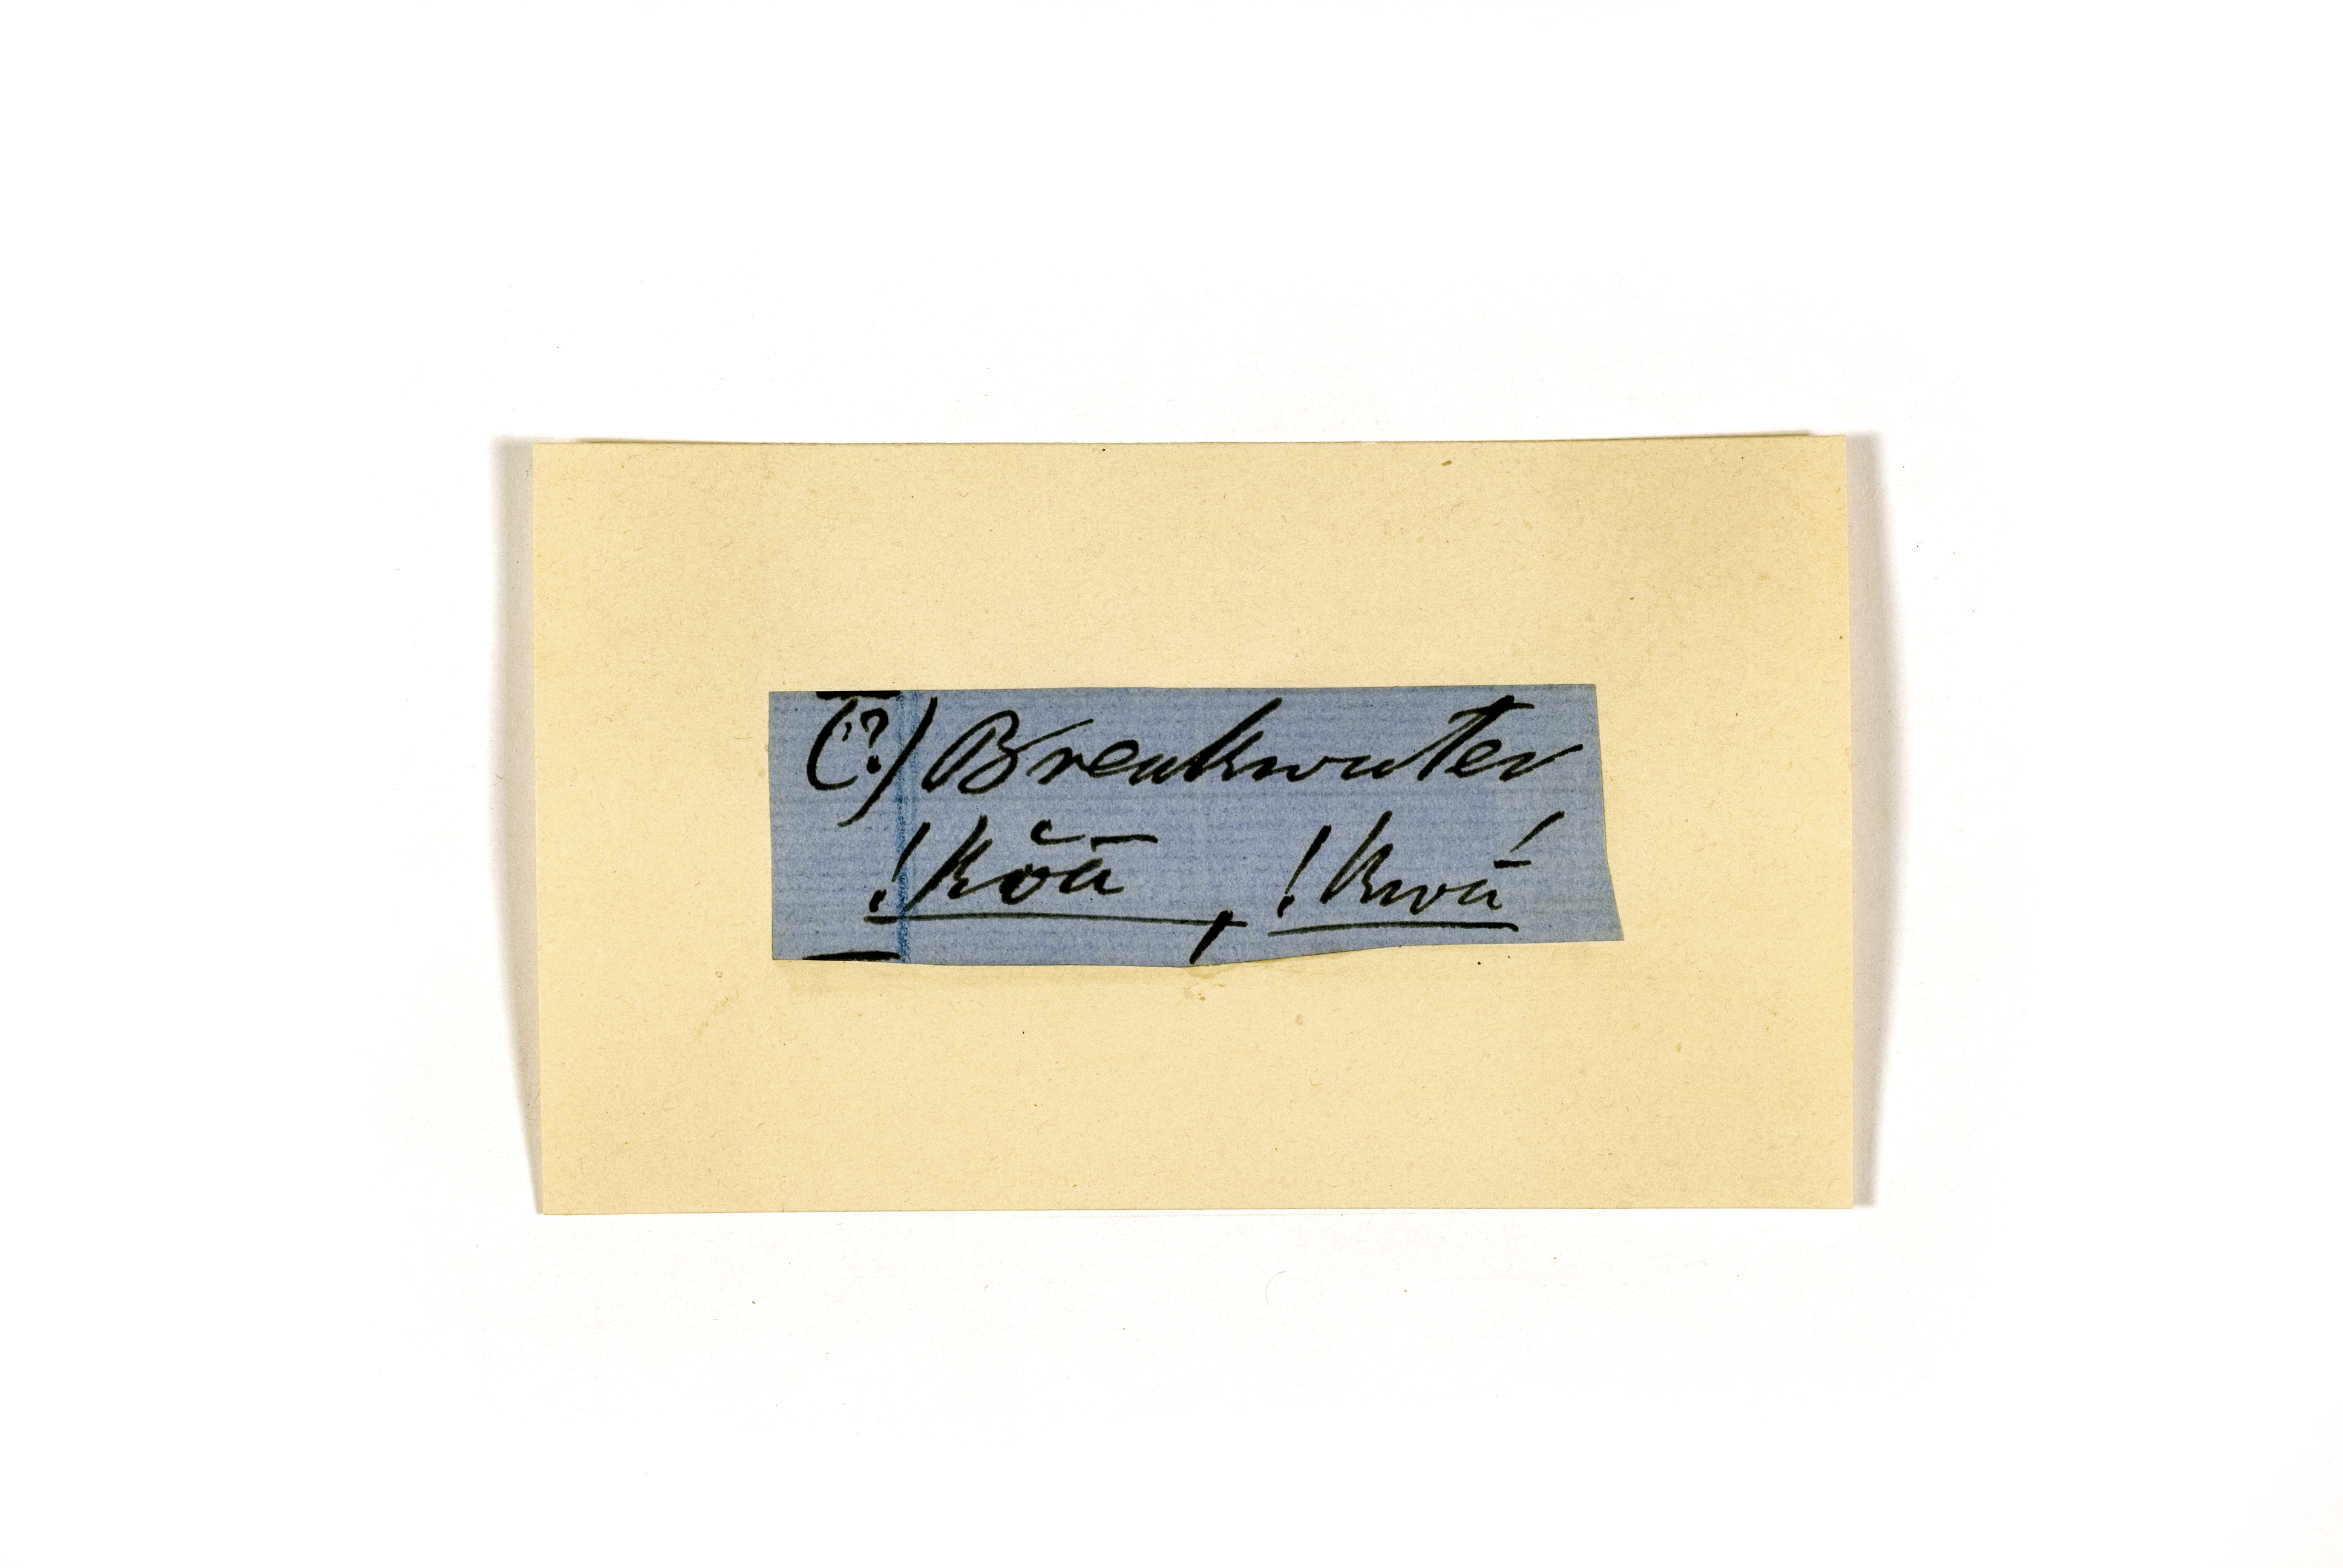 (?) Breakwater
!kŏā, !kwā́